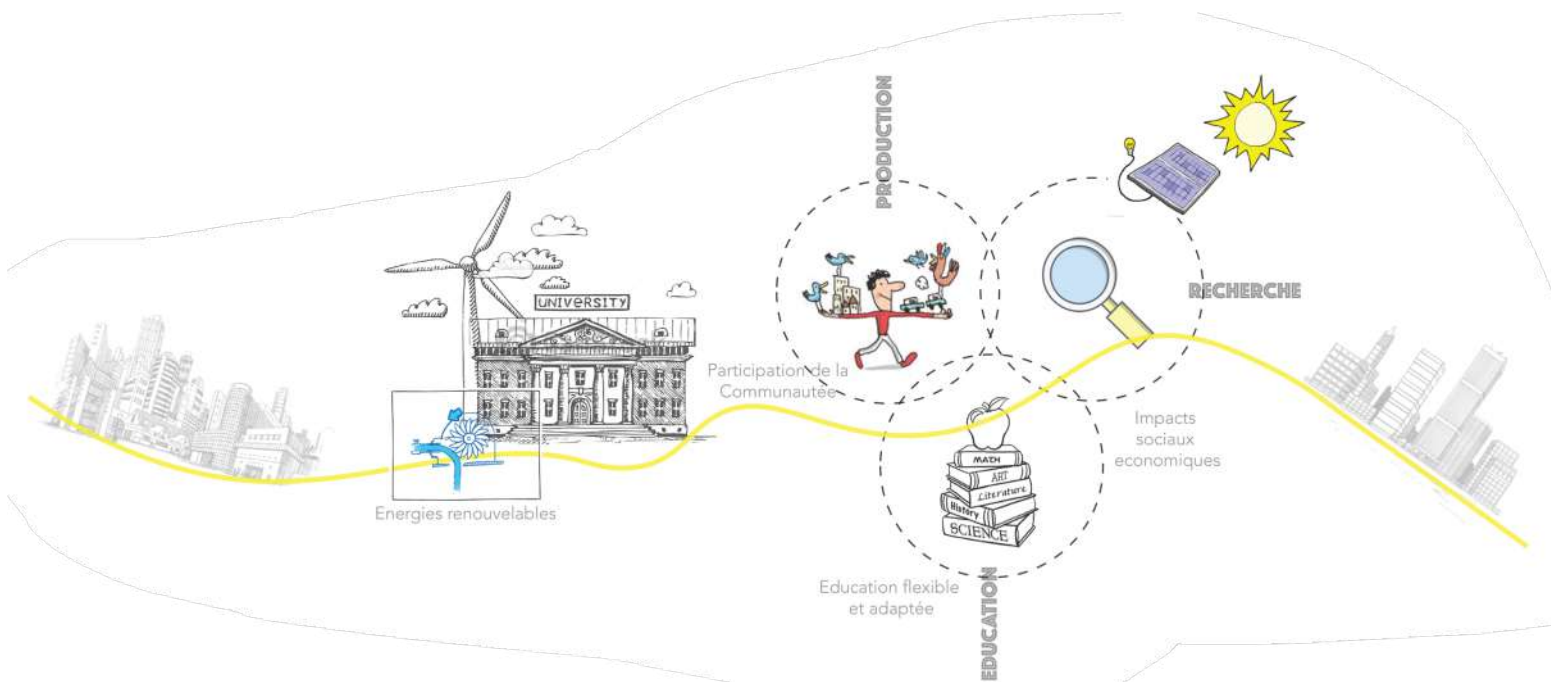 PRODUCTION
UNIVERSITY
RECHERCHE
Participation de la
Communautée
Impacts
sociaux
economiques
MATH
ART
Literature
History
SCIENCE
Energies renouvelables
Education flexible
et adaptée
EDUCATION